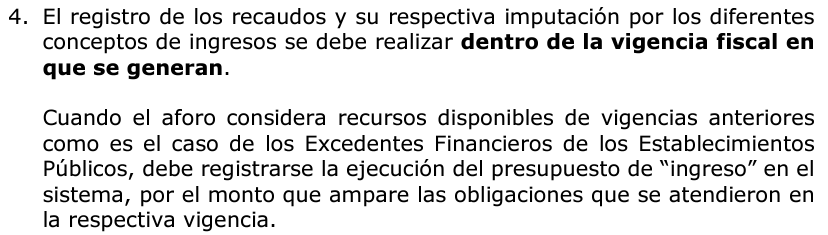 4. El registro de los recaudos y su respectiva imputación por los diferentes
conceptos de ingresos se debe realizar dentro de la vigencia fiscal en
que se generan.
Cuando el aforo considera recursos disponibles de vigencias anteriores
como es el caso de los Excedentes Financieros de los Establecimientos
Públicos, debe registrarse la ejecución del presupuesto de “ingreso” en el
sistema, por el monto que ampare las obligaciones que se atendieron en
la respectiva vigencia.